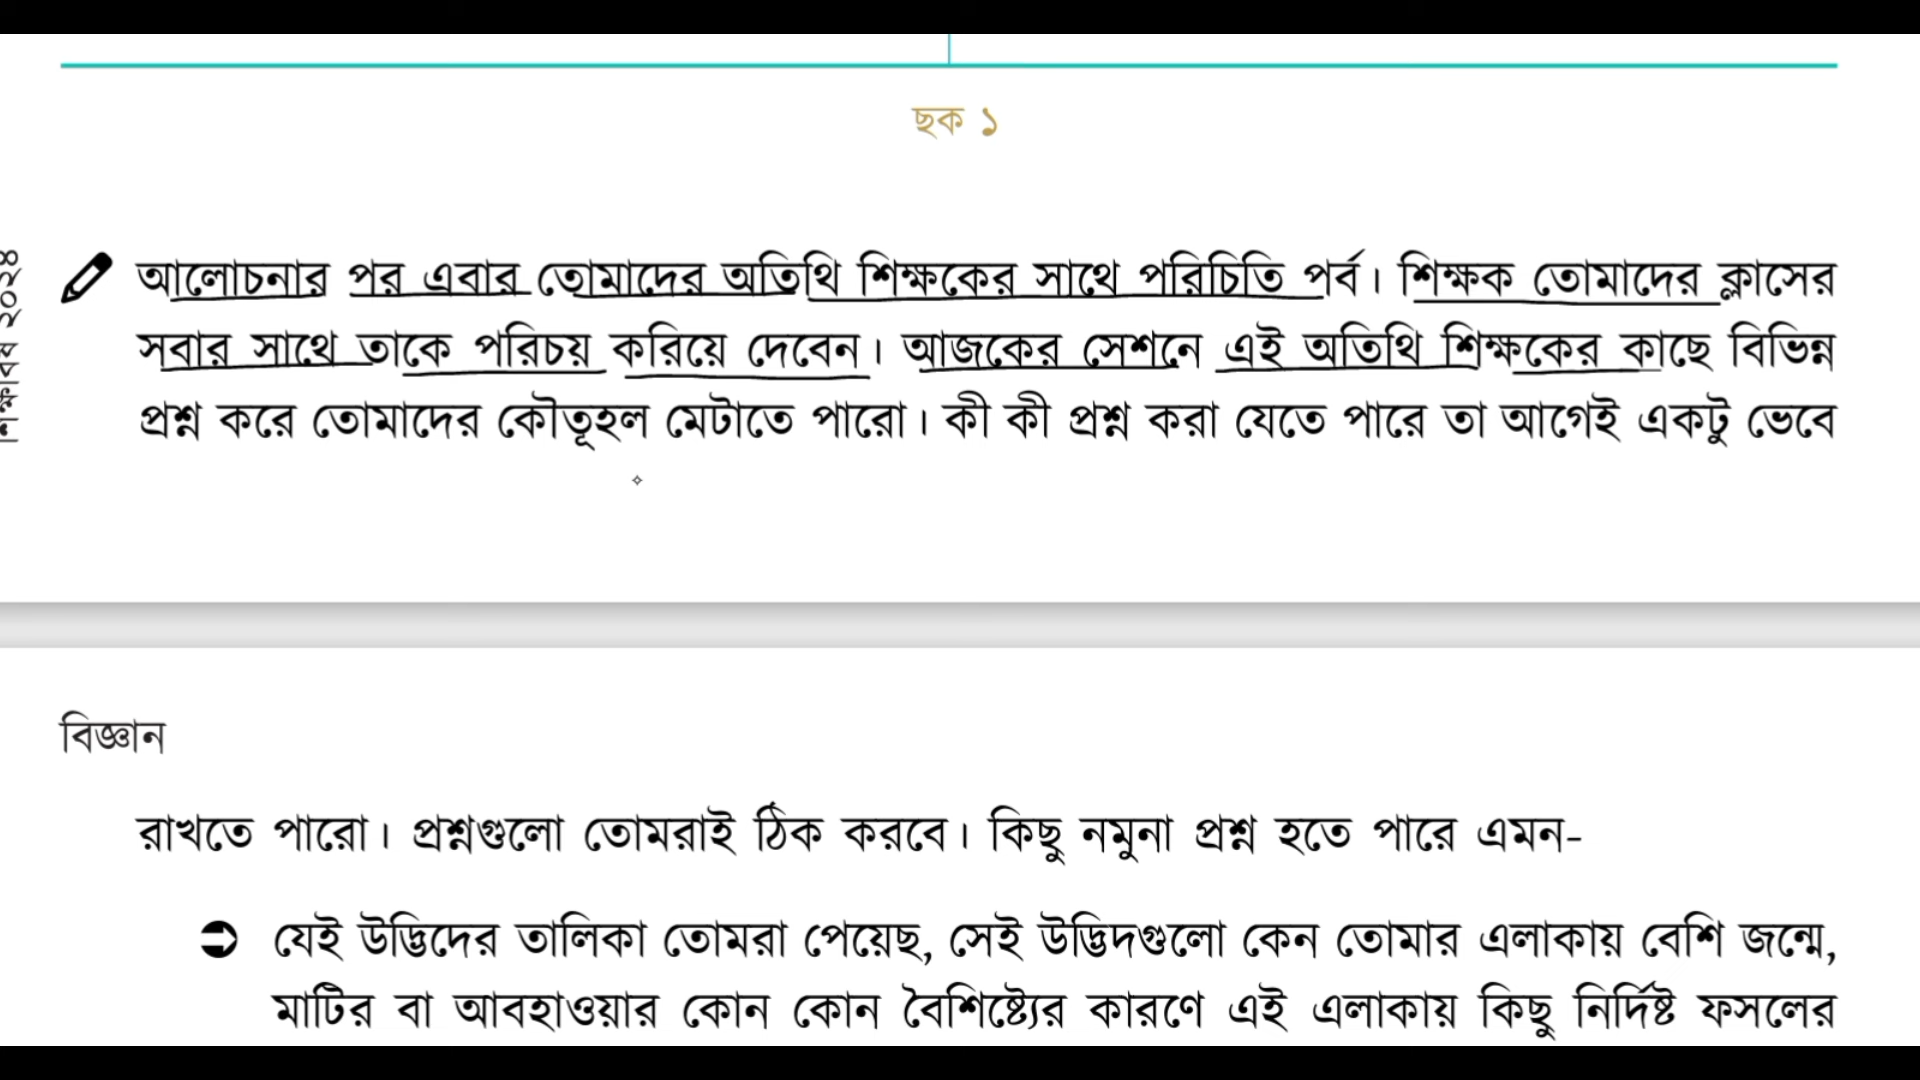 ছক ১
শিক্ষাবর্ষ ২০২৪
আলোচনার পর এবার তোমাদের অতিথি শিক্ষকের সাথে পরিচিতি পর্ব। শিক্ষক তোমাদের ক্লাসের
সবার সাথে তাকে পরিচয় করিয়ে দেবেন। আজকের সেশনে এই অতিথি শিক্ষকের কাছে বিভিন্ন
প্রশ্ন করে তোমাদের কৌতূহল মেটাতে পারো। কী কী প্রশ্ন করা যেতে পারে তা আগেই একটু ভেবে
বিজ্ঞান
রাখতে পারো। প্রশ্নগুলো তোমরাই ঠিক করবে। কিছু নমুনা প্রশ্ন হতে পারে এমন-
যেই উদ্ভিদের তালিকা তোমরা পেয়েছ, সেই উদ্ভিদগুলো কেন তোমার এলাকায় বেশি জন্মে,
মাটির বা আবহাওয়ার কোন কোন বৈশিষ্ট্যের কারণে এই এলাকায় কিছু নির্দিষ্ট ফসলের